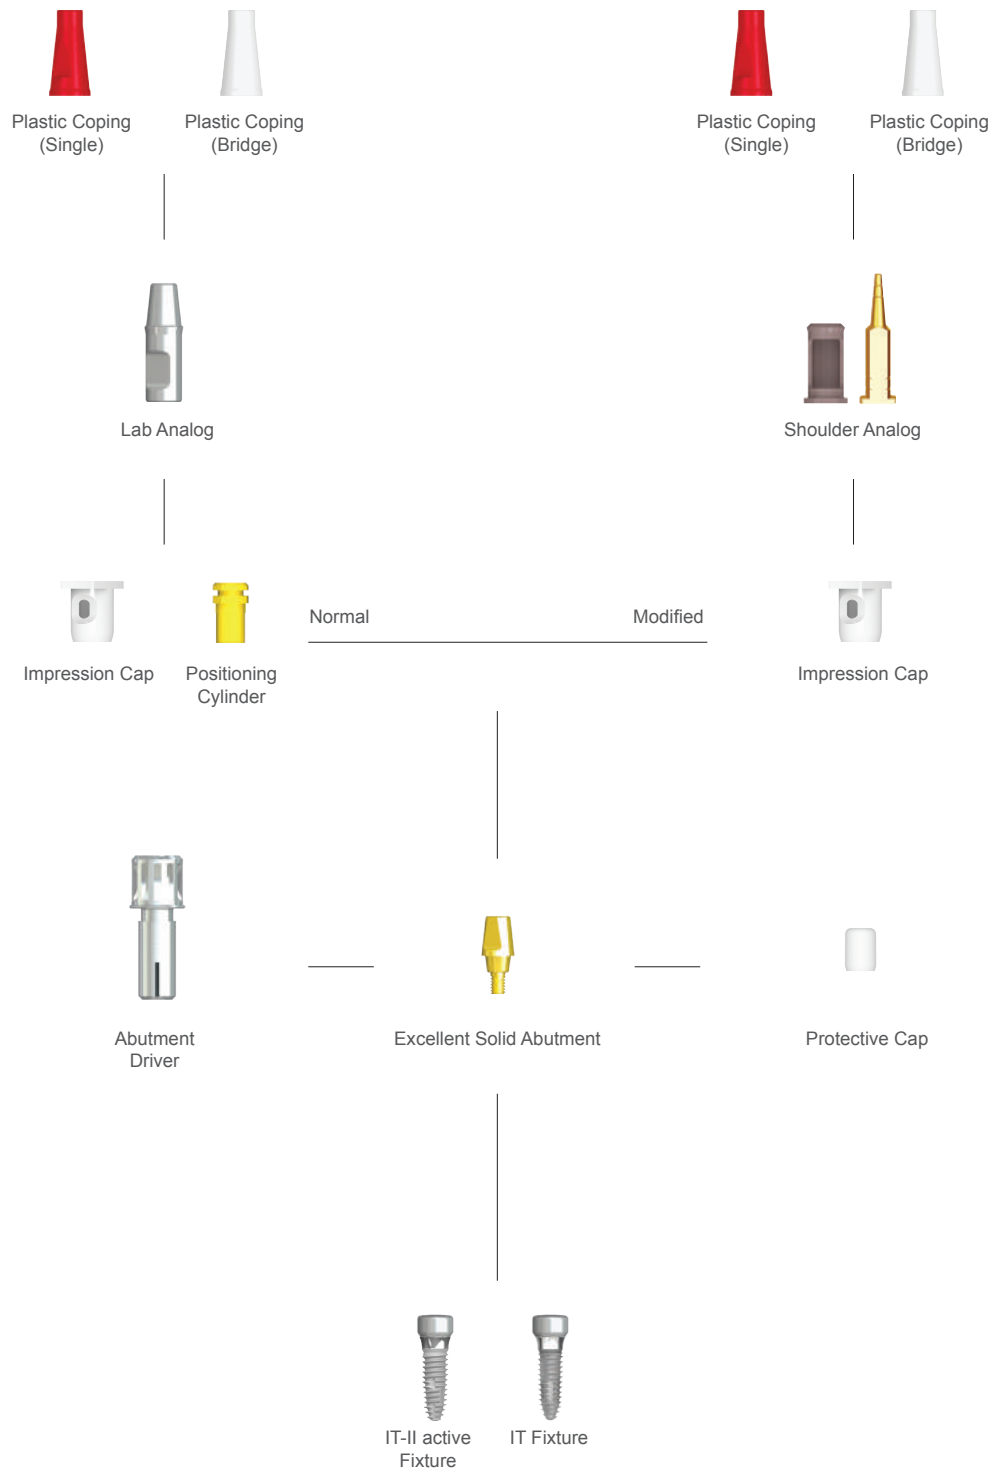 Plastic Coping
(Single)
Plastic Coping
(Bridge)
Plastic Coping
(Single)
Plastic Coping
(Bridge)
Lab Analog
Shoulder Analog
Normal
Modified
Impression Cap
Positioning
Cylinder
Impression Cap
Abutment
Driver
Excellent Solid Abutment
Protective Cap
IT-II active
Fixture
IT Fixture